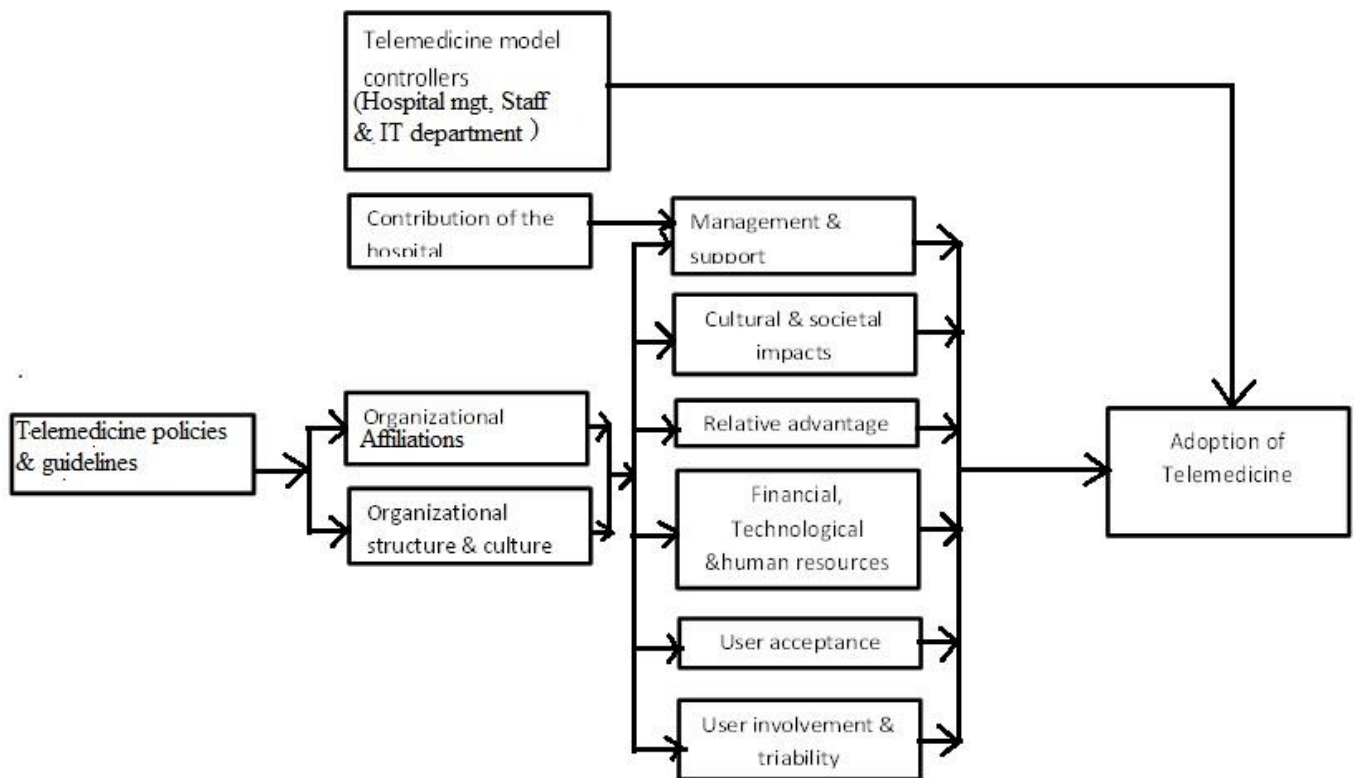 Telemedicine model
controllers
(Hospital mgt, Staff
& IT department )
Contribution of the
hospital
Management &
support
Cultural & societal
impacts
Organizational
Affiliations
Relative advantage
Telemedicine policies
& guidelines
Adoption of
Telemedicine
Organizational
structure & culture
Financial,
Technological
&human resources
User acceptance
User involvement &
triability